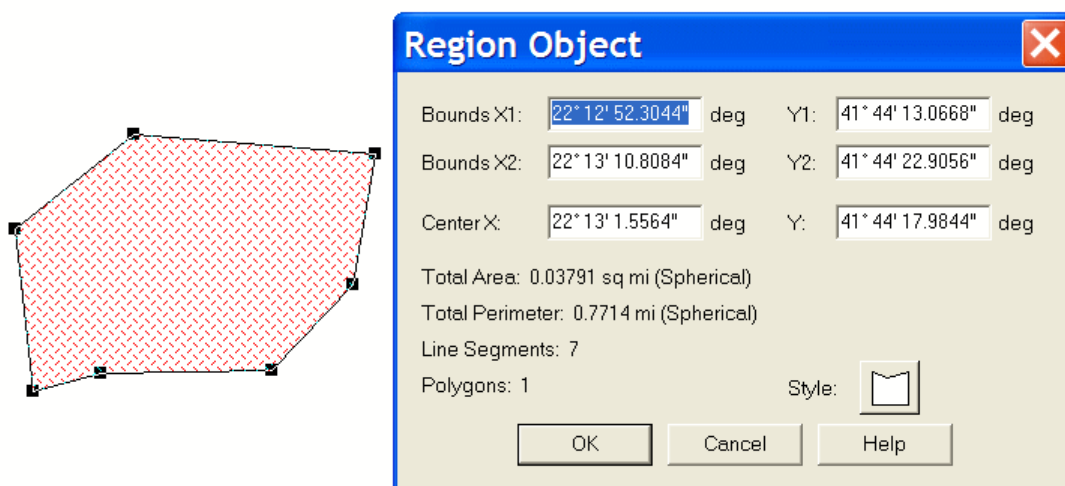 Region Object
Bounds X1: 22° 12' 52.3044" deg Y1: 41° 44' 13.0668" deg
Bounds X2: 22° 13' 10.8084" deg Y2: 41° 44' 22.9056" deg
Center X: 22° 13' 1.5564" deg Y: 41° 44' 17.9844" deg
Total Area: 0.03791 sq mi (Spherical)
Total Perimeter: 0.7714 mi (Spherical)
Line Segments: 7
Polygons: 1 Style:
OK Cancel Help